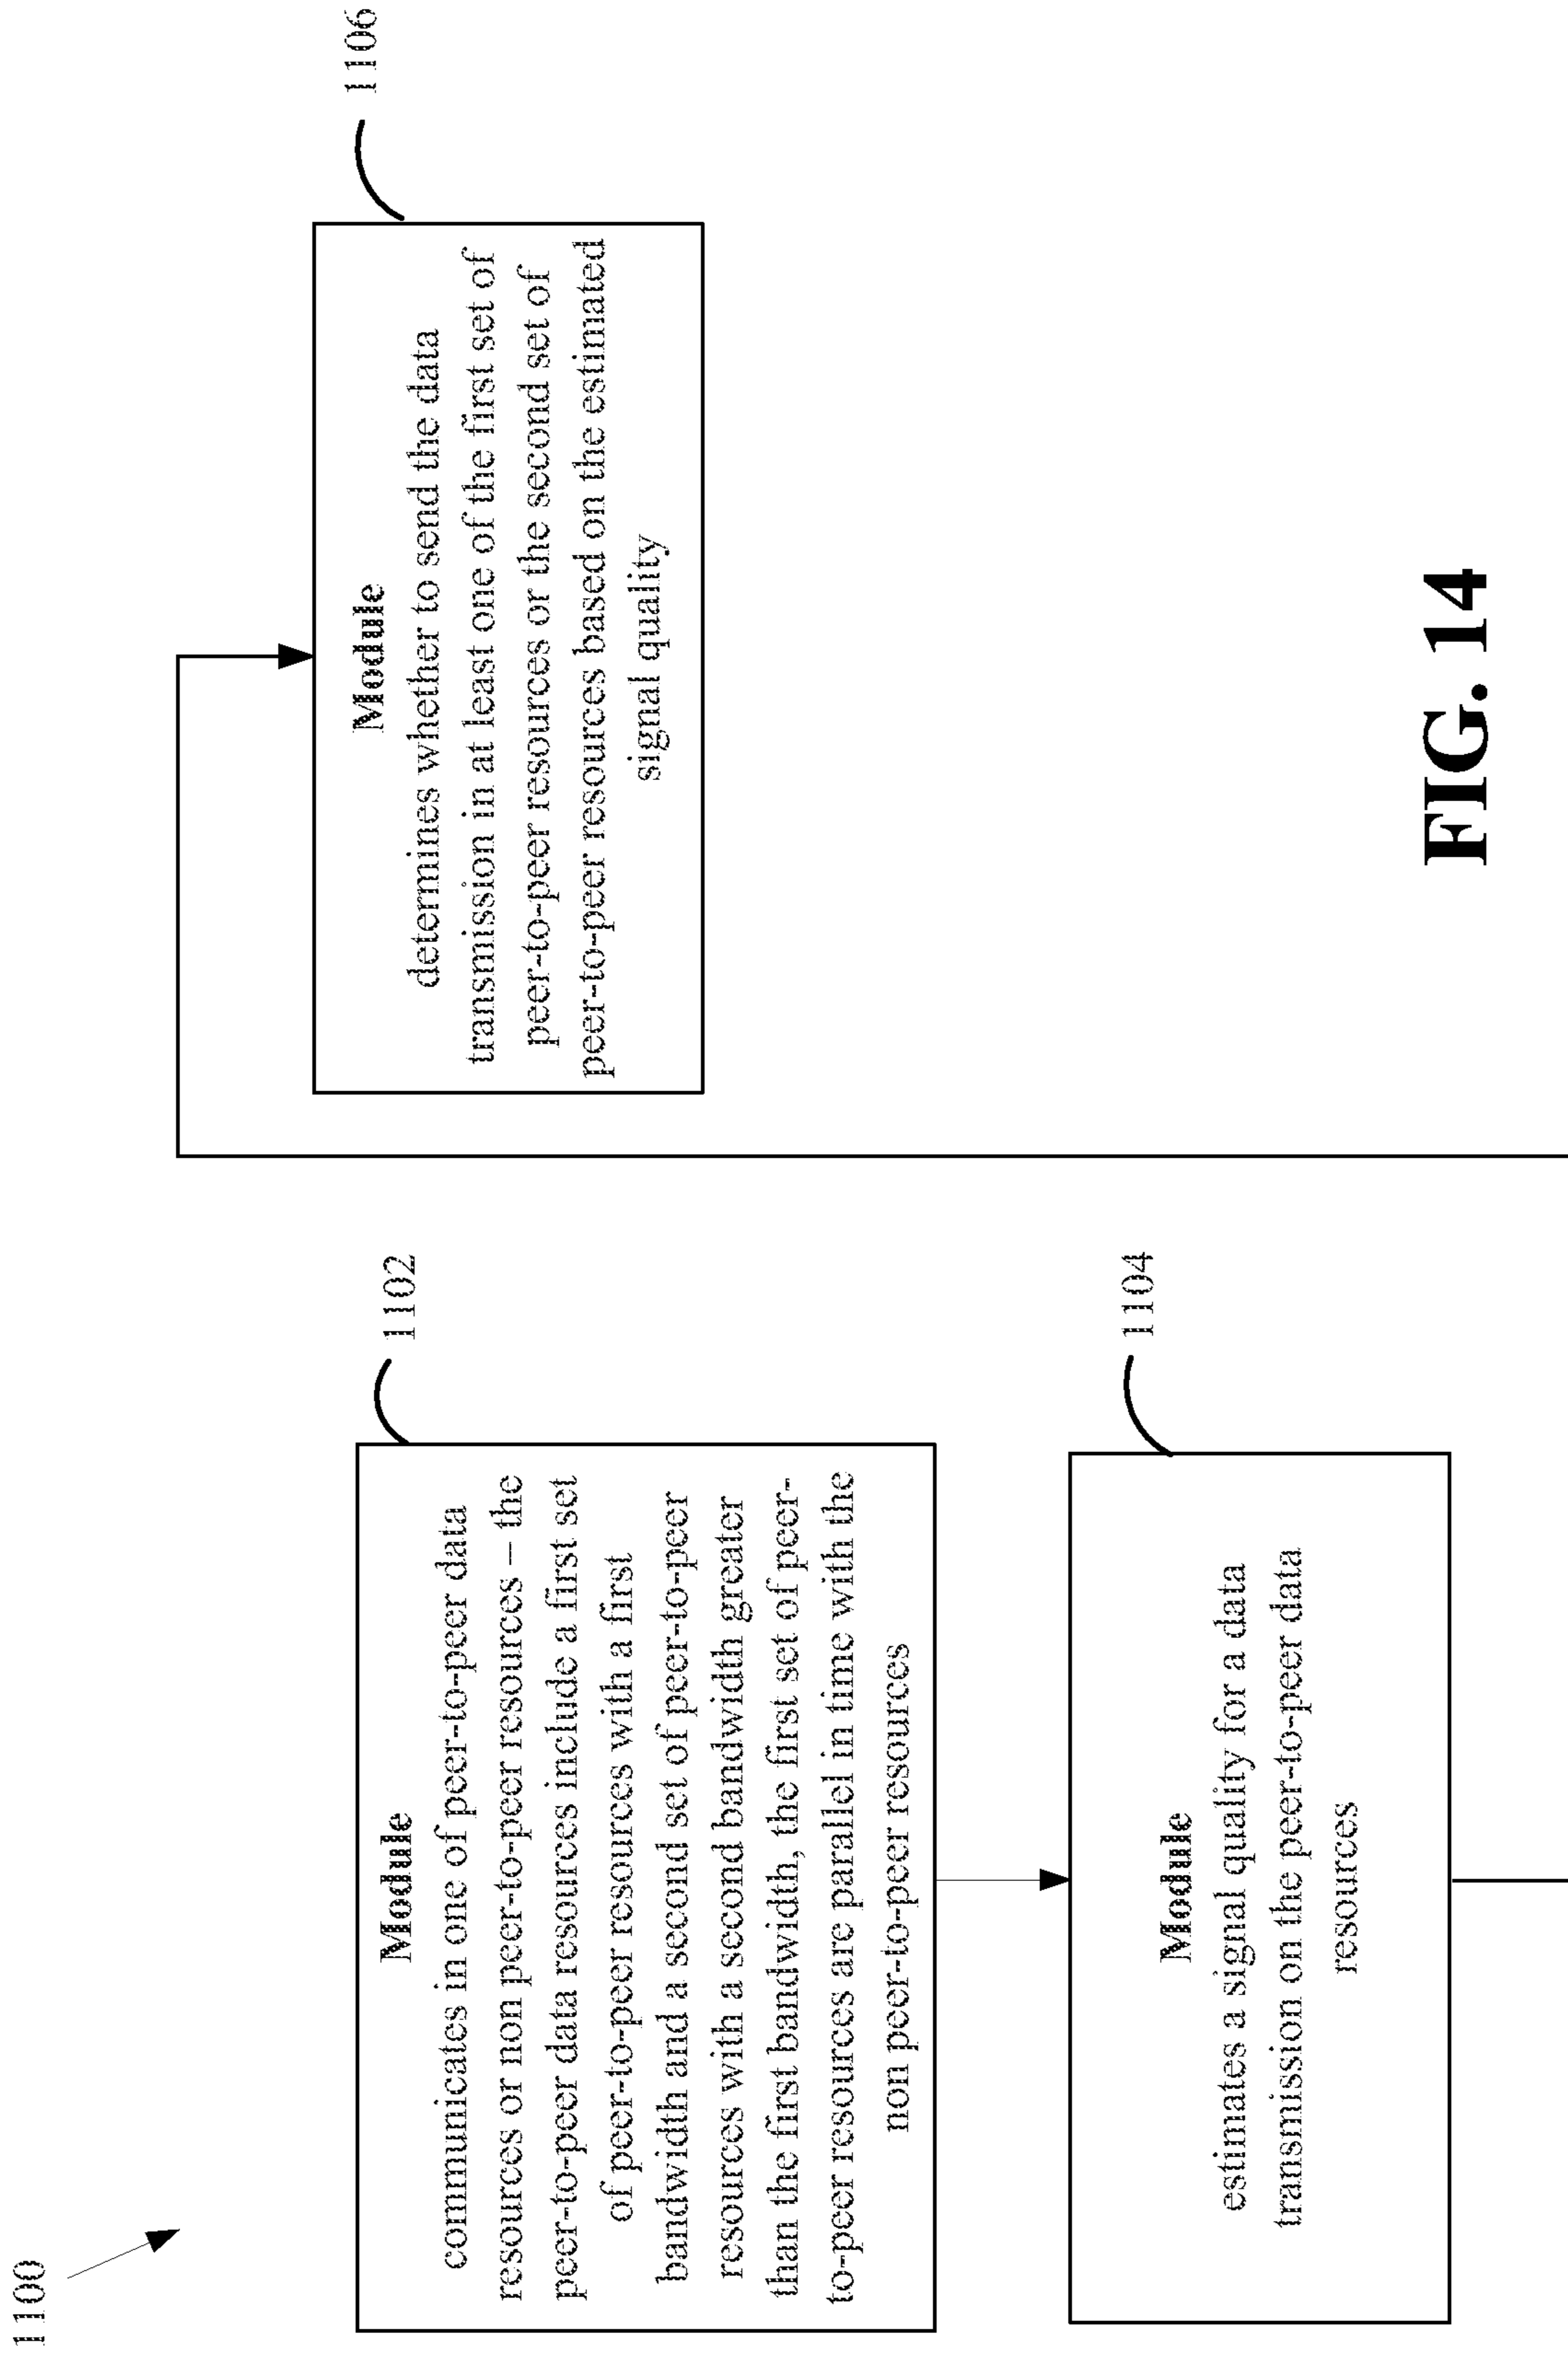 1100
Module
communicates in one of peer-to-peer data
resources or non peer-to-peer resources – the
peer-to-peer data resources include a first set
of peer-to-peer resources with a first
bandwidth and a second set of peer-to-peer
resources with a second bandwidth greater
than the first bandwidth, the first set of peer-
to-peer resources are parallel in time with the
non peer-to-peer resources
1102
Module
estimates a signal quality for a data
transmission on the peer-to-peer data
resources
1104
Module
determines whether to send the data
transmission in at least one of the first set of
peer-to-peer resources or the second set of
peer-to-peer resources based on the estimated
signal quality
1106
FIG. 14